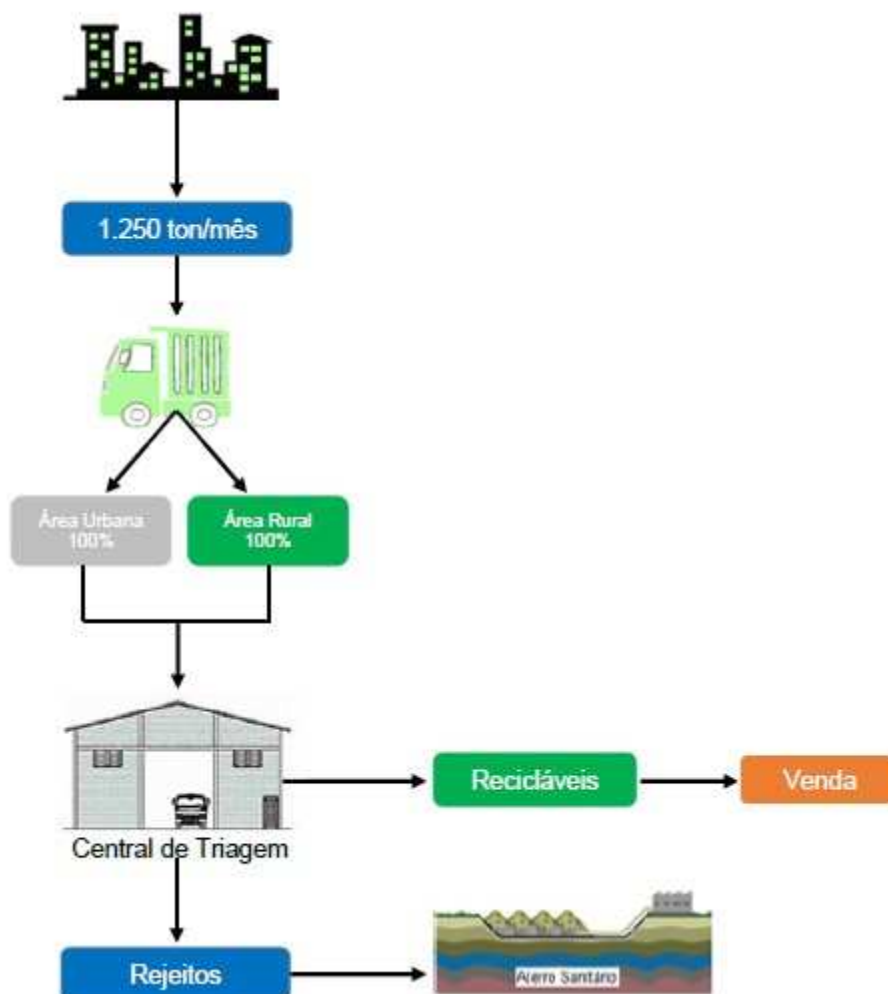 1.250 ton/mês
Área Urbana
100%
Área Rural
100%
Central de Triagem
Recicláveis
Venda
Rejeitos
Aterro Sanitário